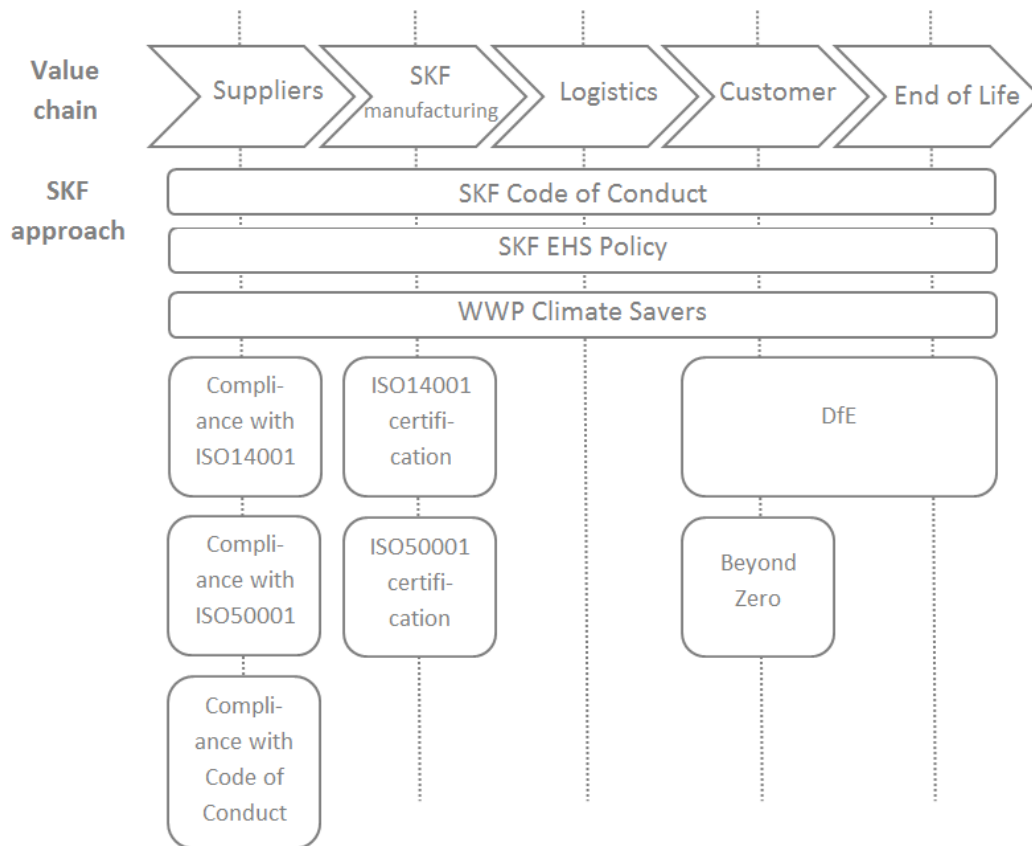 Value
chain
Suppliers
SKF
manufacturing
Logistics
Customer
End of Life
SKF
approach
SKF Code of Conduct
SKF EHS Policy
WWP Climate Savers
Compli-
ance with
ISO14001
ISO14001
certifi-
cation
DfE
Compli-
ance with
ISO50001
ISO50001
certifi-
cation
Beyond
Zero
Compli-
ance with
Code of
Conduct